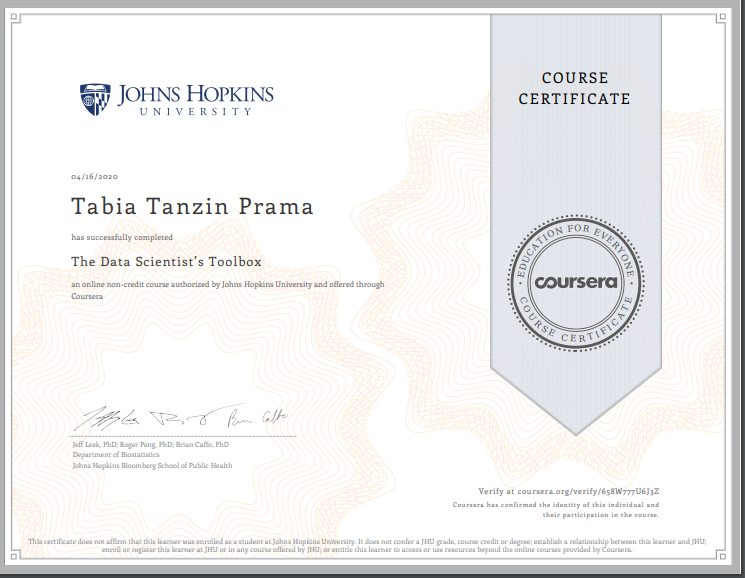 JOHNS HOPKINS
UNIVERSITY
COURSE
CERTIFICATE
04/16/2020
Tabia Tanzin Prama
has successfully completed
The Data Scientist's Toolbox
an online non-credit course authorized by Johns Hopkins University and offered through
Coursera
EDUCATION FOR EVERYONE
coursera
COURSE CERTIFICATE
Jeff Leek, PhD; Roger Peng, PhD; Brian Caffo, PhD
Department of Biostatistics
Johns Hopkins Bloomberg School of Public Health
Verify at coursera.org/verify/658W777U6J3Z
Coursera has confirmed the identity of this individual and
their participation in the course.
This certificate does not affirm that this learner was enrolled as a student at Johns Hopkins University. It does not confer a JHU grade, course credit or degree; establish a relationship between this learner and JHU;
enroll or register this learner at JHU or in any course offered by JHU; or entitle this learner to access or use resources beyond the online courses provided by Coursera.